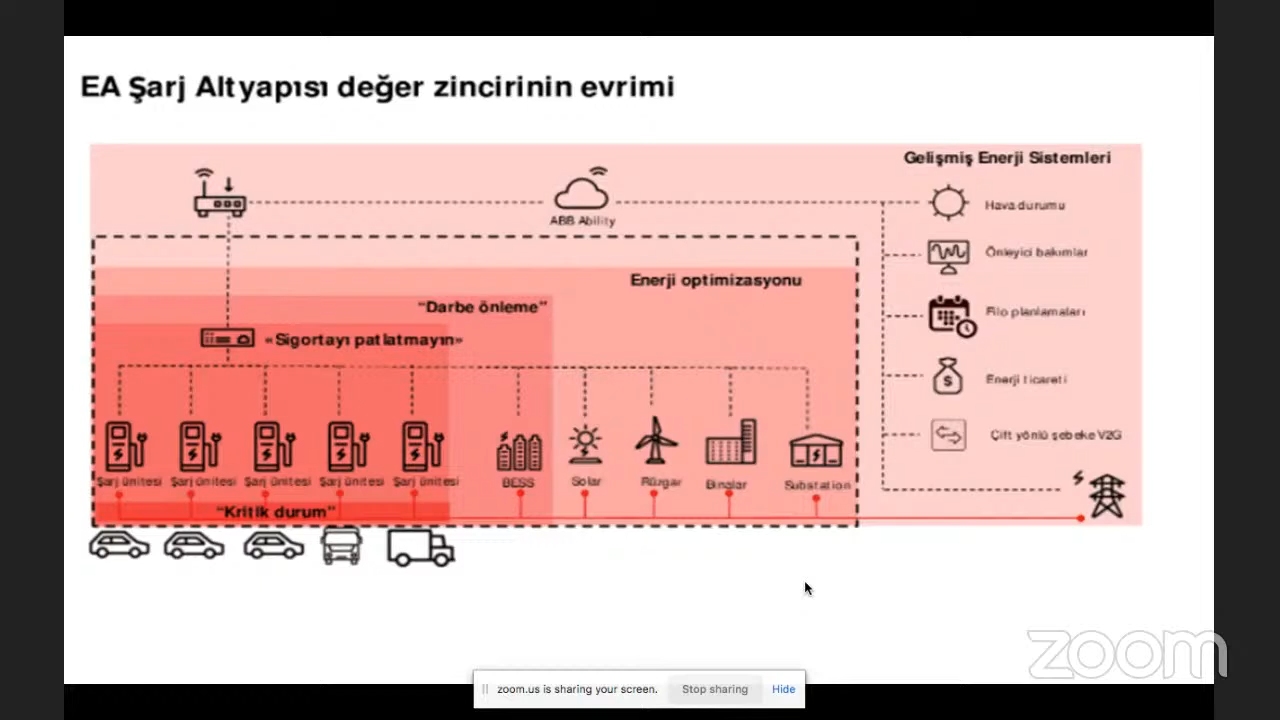 EA Şarj Altyapısı değer zincirinin evrimi
Gelişmiş Enerji Sistemleri
Hava durumu
ABB Ability
Önleyici bakımlar
Enerji optimizasyonu
“Darbe önleme”
Filo planlamaları
«Sigortayı patlatmayın»
Enerji ticareti
Çift yönlü şebeke V2G
Şarj ünitesi Şarj ünitesi Şarj ünitesi Şarj ünitesi Şarj ünitesi BESS Solar Rüzgar Binalar Substation
“Kritik durum”
zoom
zoom.us is sharing your screen. Stop sharing Hide